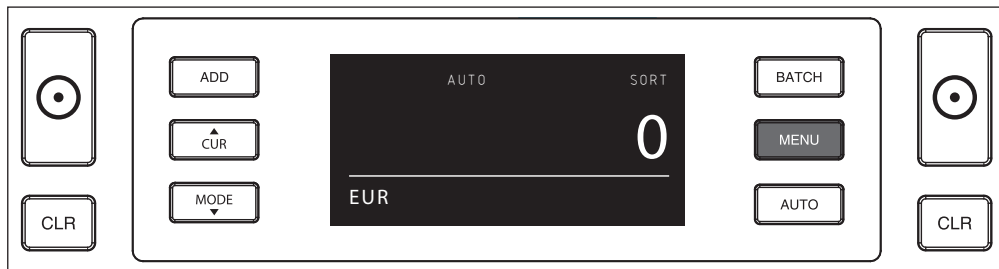 ADD
CUR
MODE
CLR
AUTO SORT
0
EUR
BATCH
MENU
AUTO
CLR